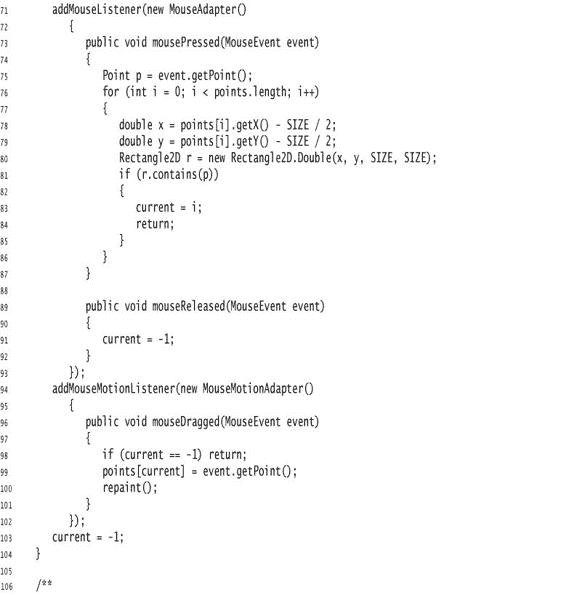 71 addMouseListener(new MouseAdapter()
72 {
73 public void mousePressed(MouseEvent event)
74 {
75 Point p = event.getPoint();
76 for (int i = 0; i < points.length; i++)
77 {
78 double x = points[i].getX() - SIZE / 2;
79 double y = points[i].getY() - SIZE / 2;
80 Rectangle2D r = new Rectangle2D.Double(x, y, SIZE, SIZE);
81 if (r.contains(p))
82 {
83 current = i;
84 return;
85 }
86 }
87 }
88
89 public void mouseReleased(MouseEvent event)
90 {
91 current = -1;
92 }
93 });
94 addMouseMotionListener(new MouseMotionAdapter()
95 {
96 public void mouseDragged(MouseEvent event)
97 {
98 if (current == -1) return;
99 points[current] = event.getPoint();
100 repaint();
101 }
102 });
103 current = -1;
104 }
105
106 /**